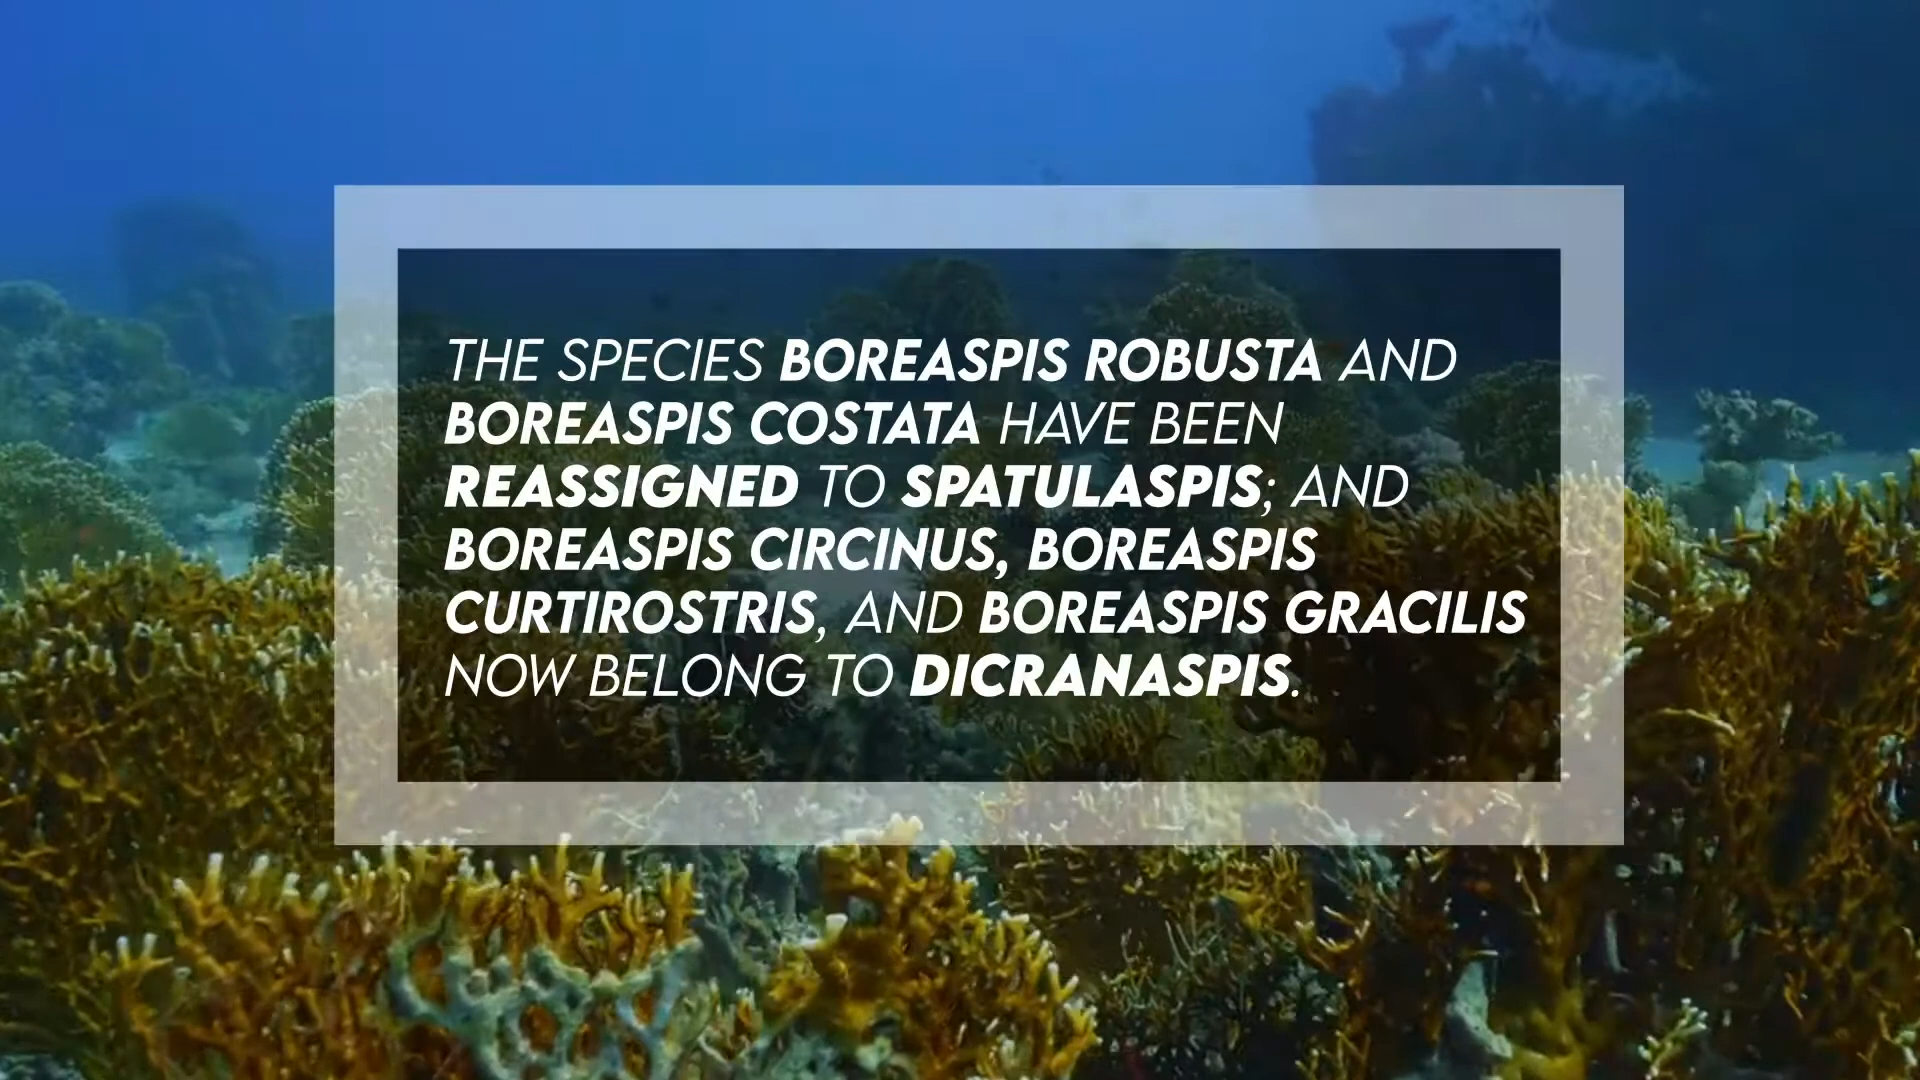 THE SPECIES BOREASPIS ROBUSTA AND
BOREASPIS COSTATA HAVE BEEN
REASSIGNED TO SPATULASPIS; AND
BOREASPIS CIRCINUS, BOREASPIS
CURTIROSTRIS, AND BOREASPIS GRACILIS
NOW BELONG TO DICRANASPIS.